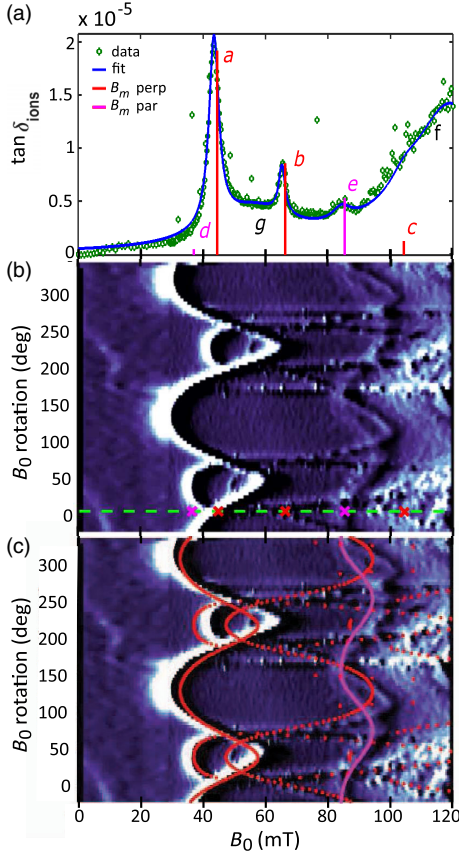 (a)
x 10^-5
2
1.5
1
0.5
0
tan δ_ions
data
fit
B_m perp
B_m par
a
b
c
d
e
f
g
(b)
300
250
200
150
100
50
0
B_0 rotation (deg)
(c)
300
250
200
150
100
50
0
B_0 rotation (deg)
0 20 40 60 80 100 120
B_0 (mT)